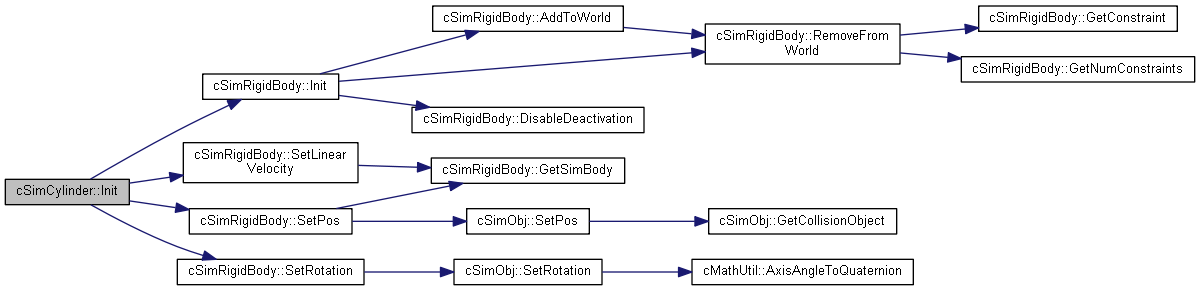 cSimCylinder::Init
cSimRigidBody::Init
cSimRigidBody::SetLinear
Velocity
cSimRigidBody::SetPos
cSimRigidBody::SetRotation
cSimRigidBody::AddToWorld
cSimRigidBody::DisableDeactivation
cSimRigidBody::GetSimBody
cSimObj::SetPos
cSimObj::SetRotation
cSimRigidBody::RemoveFrom
World
cSimObj::GetCollisionObject
cMathUtil::AxisAngleToQuaternion
cSimRigidBody::GetConstraint
cSimRigidBody::GetNumConstraints